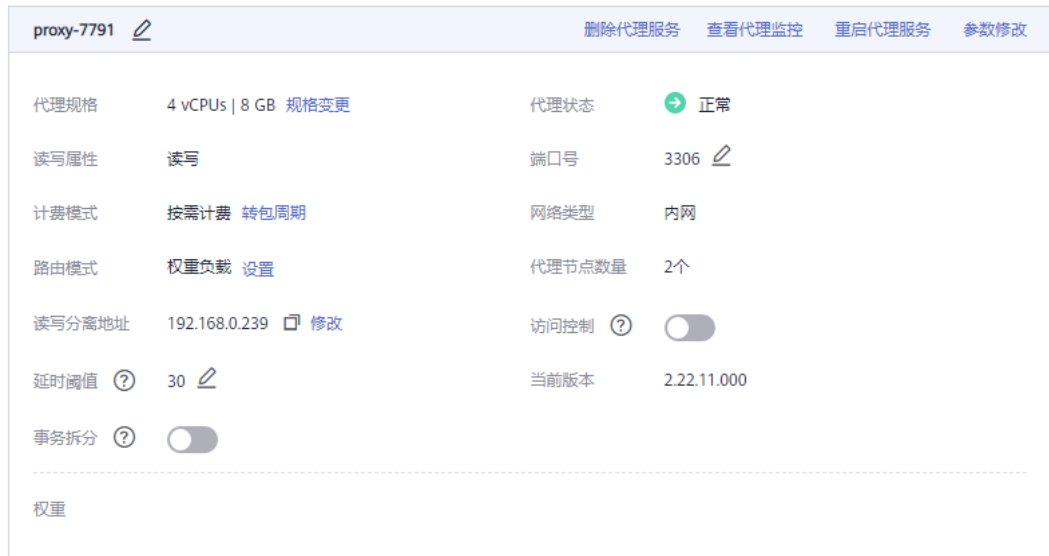 proxy-7791 删除代理服务 查看代理监控 重启代理服务 参数修改
代理规格 4 vCPUs | 8 GB 规格变更 代理状态 正常
读写属性 读写 端口号 3306
计费模式 按需计费 转包周期 网络类型 内网
路由模式 权重负载 设置 代理节点数量 2个
读写分离地址 192.168.0.239 修改 访问控制 ?
延时阈值 ? 30 当前版本 2.22.11.000
事务拆分 ?
权重